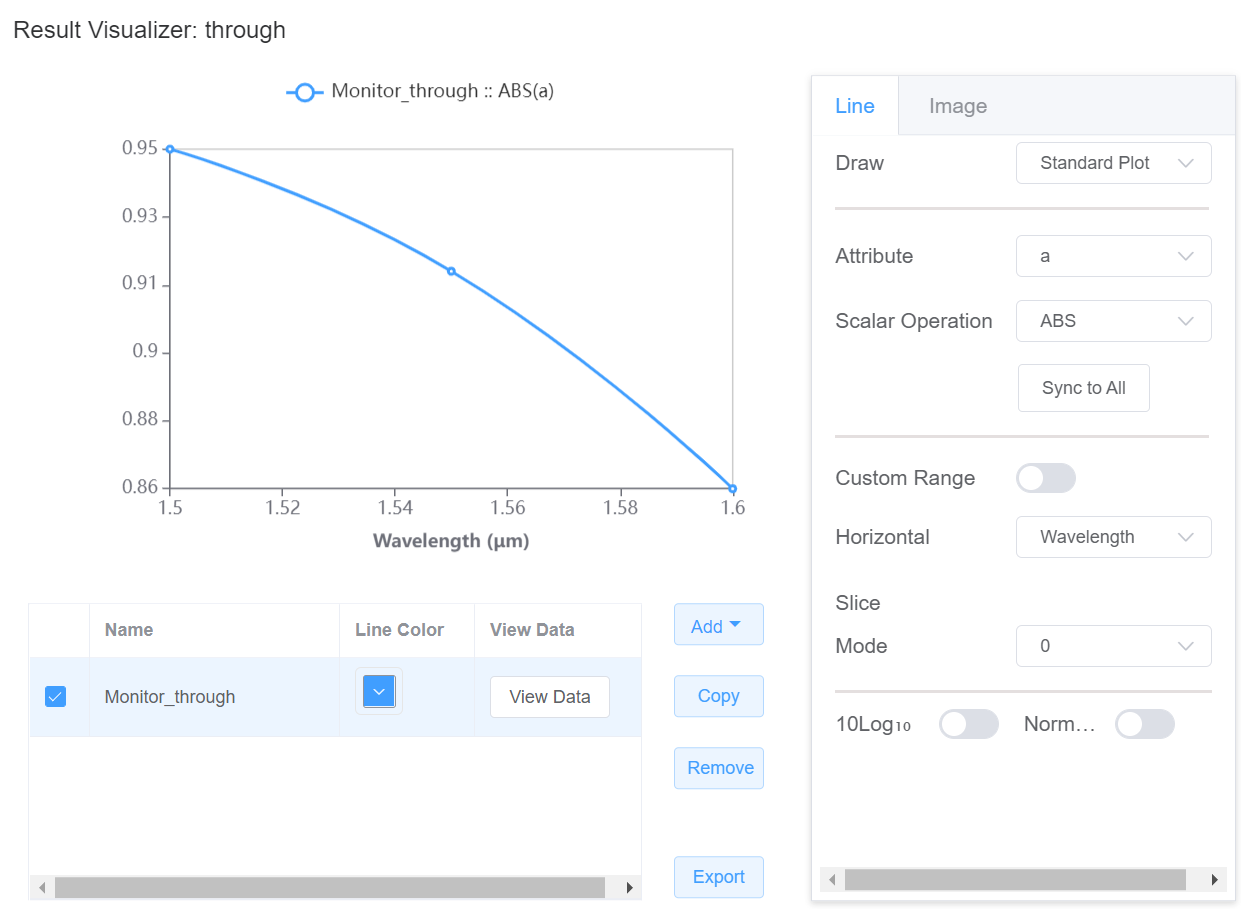 Result Visualizer: through
Monitor_through :: ABS(a)
0.95
0.93
0.91
0.9
0.88
0.86
1.5 1.52 1.54 1.56 1.58 1.6
Wavelength (μm)
Name Line Color View Data
Monitor_through View Data
Add
Copy
Remove
Export
Line Image
Draw Standard Plot
Attribute a
Scalar Operation ABS
Sync to All
Custom Range
Horizontal Wavelength
Slice
Mode 0
10Log₁₀ Norm...